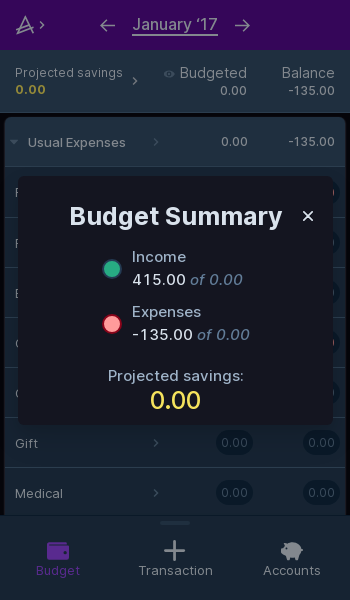 January ‘17
Projected savings
0.00
Budgeted
0.00
Balance
-135.00
Usual Expenses
0.00
-135.00
Budget Summary
Income
415.00 of 0.00
Expenses
-135.00 of 0.00
Projected savings:
0.00
Gift
0.00
0.00
Medical
0.00
0.00
Budget
Transaction
Accounts